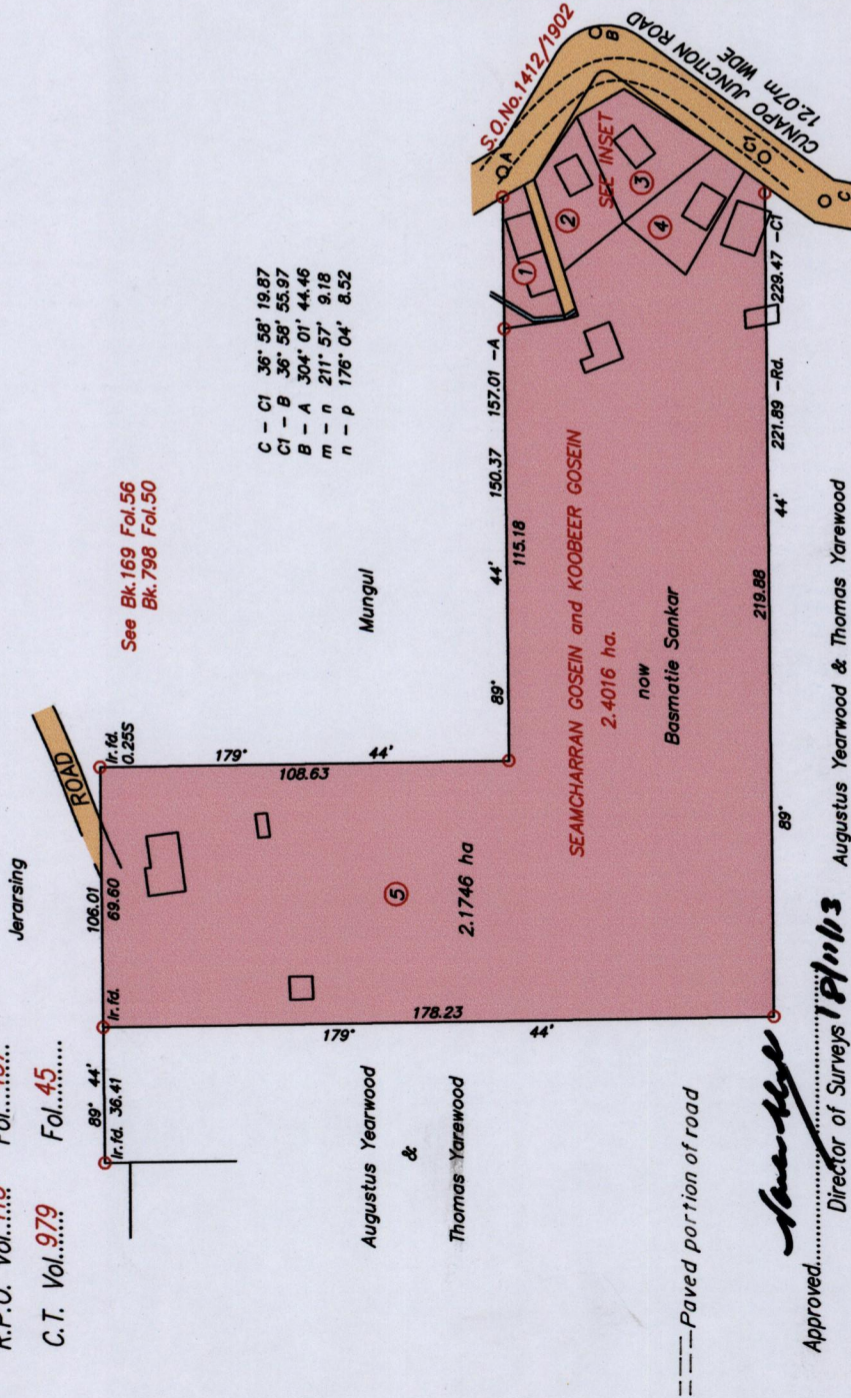 R.P.O. Vol.
C.T. Vol. 979 Fol. 45
Jerarsing
ROAD
See Bk.169 Fol.56
Bk.798 Fol.50
89° 44'
Ir.fd. 36.41
Ir.fd.
106.01
69.60
Ir.fd.
0.25S
179° 44'
108.63
C - C1 36° 58' 19.87
C1 - B 36° 58' 55.97
B - A 304° 01' 44.46
m - n 211° 57' 9.18
n - p 176° 04' 8.52
Mungul
89° 44' 150.37 157.01 -A
115.18
S.O.No.1412/1902
A
B
CUNAPO JUNCTION ROAD
12.07m WIDE
C1
C
SEE INSET
1
2
3
4
5
2.1746 ha
SEAMCHARRAN GOSEIN and KOOBEER GOSEIN
2.4016 ha.
now
Basmatie Sankar
178.23
179° 44'
Augustus Yearwood
&
Thomas Yarewood
219.88
89° 44' 221.89 -Rd. 229.47 -C1
Augustus Yearwood & Thomas Yarewood
Paved portion of road
Approved
Director of Surveys